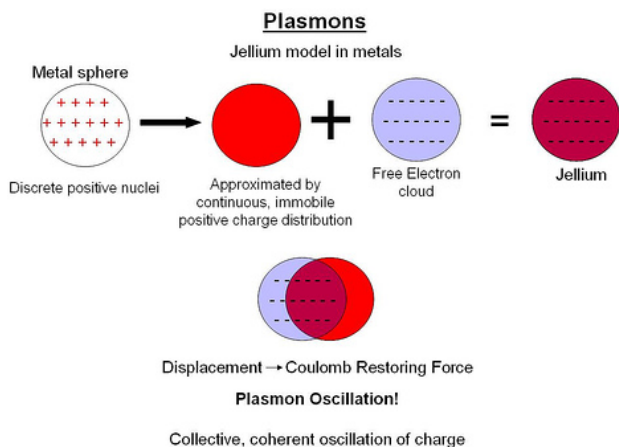 Plasmons
Jellium model in metals
Metal sphere
+ + + + +
+ + + + + + +
+ + + + + +
+
=
Discrete positive nuclei
Approximated by
continuous, immobile
positive charge distribution
Free Electron
cloud
Jellium
Displacement → Coulomb Restoring Force
Plasmon Oscillation!
Collective, coherent oscillation of charge